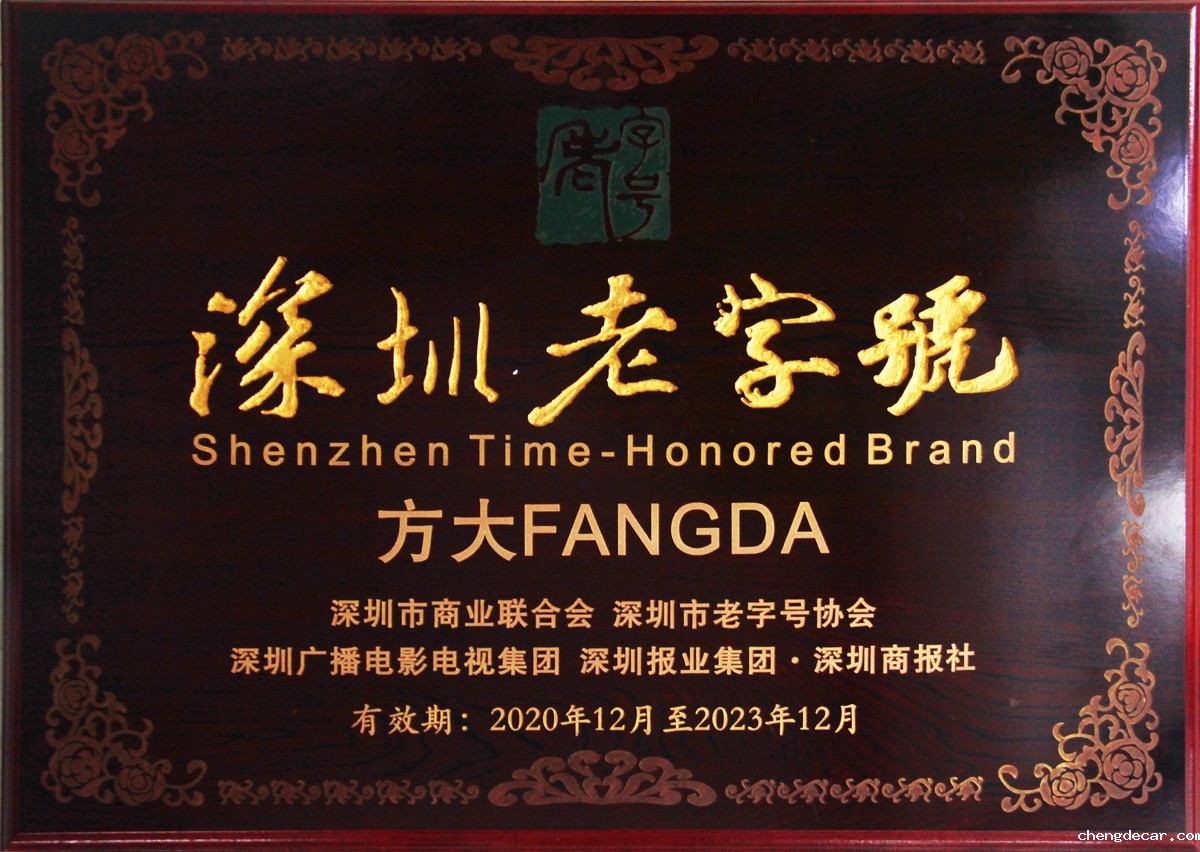 老字号
深圳老字號
Shenzhen Time-Honored Brand
方大FANGDA
深圳市商业联合会 深圳市老字号协会
深圳广播电影电视集团 深圳报业集团·深圳商报社
有效期：2020年12月至2023年12月
chengdecar.com